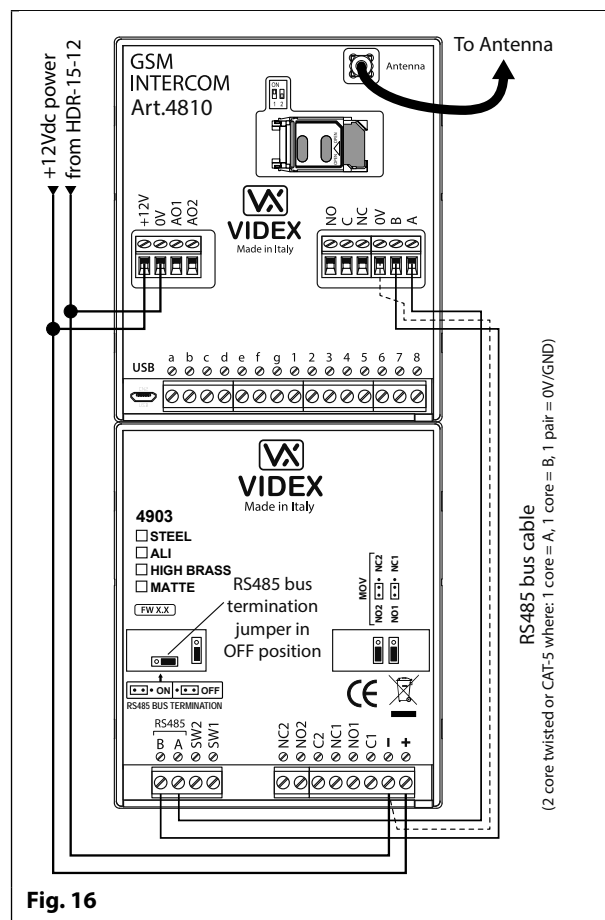 +12Vdc power
from HDR-15-12
GSM
INTERCOM
Art.4810
ON
1 2
Antenna
To Antenna
+12V
0V
AO1
AO2
VX
VIDEX
Made in Italy
NO
C
NC
0V
B
A
USB
a b c d e f g 1 2 3 4 5 6 7 8
VX
VIDEX
Made in Italy
4903
STEEL
ALI
HIGH BRASS
MATTE
FW X.X
RS485 bus
termination
jumper in
OFF position
MOV
NO2 NC2
NO1 NC1
ON OFF
RS485 BUS TERMINATION
CE
RS485
B
A
SW2
SW1
NC2
NO2
C2
NC1
NO1
C1
–
+
RS485 bus cable
(2 core twisted or CAT-5 where: 1 core = A, 1 core = B, 1 pair = 0V/GND)
Fig. 16